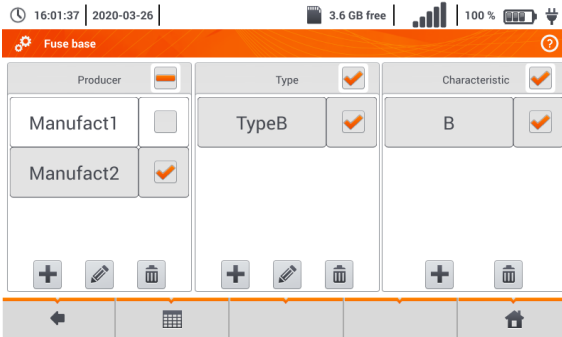 16:01:37 2020-03-26 3.6 GB free 100 %
Fuse base ?
Producer Type Characteristic
Manufact1 TypeB B
Manufact2